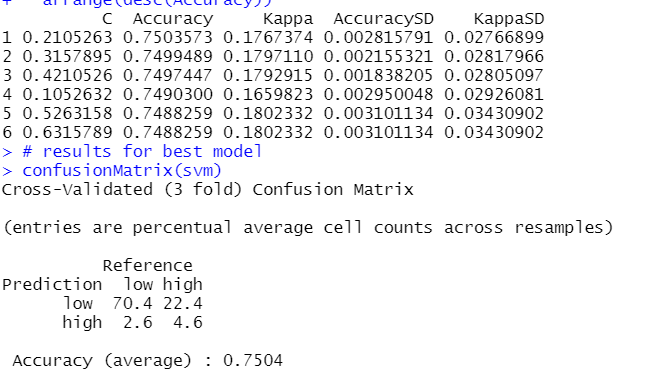 +   arrange(desc(Accuracy))
          C  Accuracy     Kappa  AccuracySD    KappaSD
1 0.2105263 0.7503573 0.1767374 0.002815791 0.02766899
2 0.3157895 0.7499489 0.1797110 0.002155321 0.02817966
3 0.4210526 0.7497447 0.1792915 0.001838205 0.02805097
4 0.1052632 0.7490300 0.1659823 0.002950048 0.02926081
5 0.5263158 0.7488259 0.1802332 0.003101134 0.03430902
6 0.6315789 0.7488259 0.1802332 0.003101134 0.03430902
> # results for best model
> confusionMatrix(svm)
Cross-Validated (3 fold) Confusion Matrix
(entries are percentual average cell counts across resamples)
          Reference
Prediction  low high
      low  70.4 22.4
      high  2.6  4.6
 Accuracy (average) : 0.7504